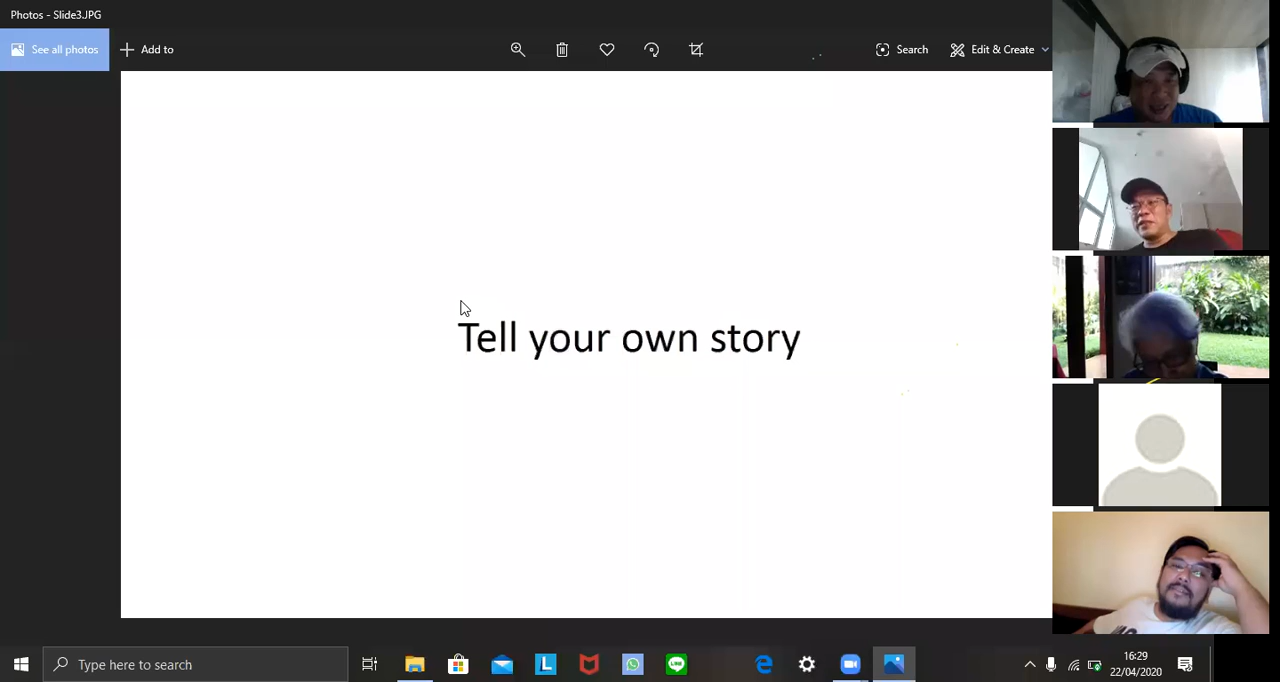 Photos - Slide3.JPG
See all photos
Add to
Search
Edit & Create
Tell your own story
Type here to search
L
16:29
22/04/2020